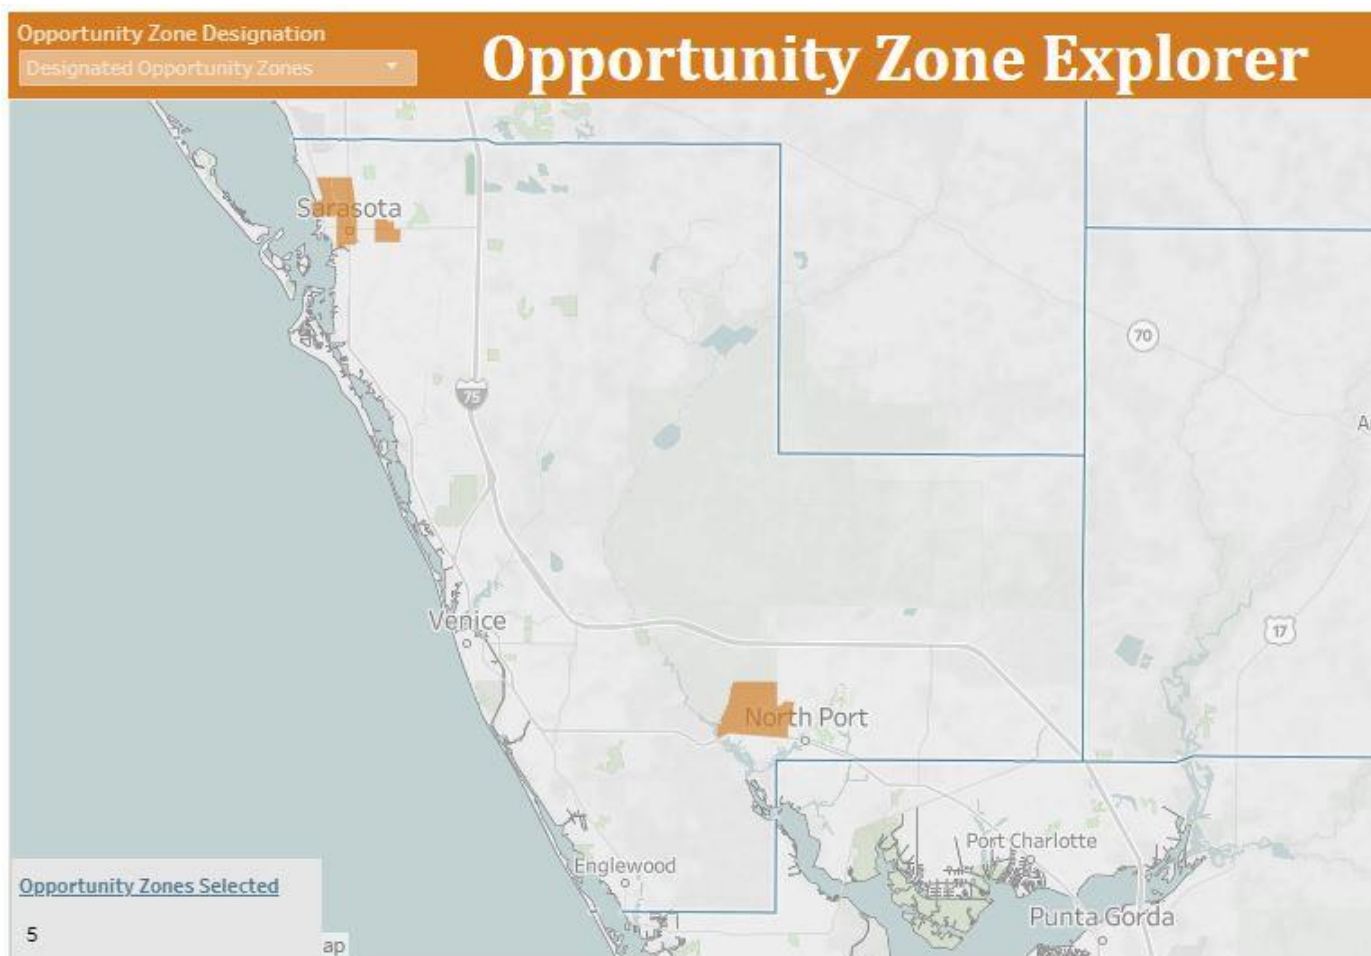 Opportunity Zone Designation
Designated Opportunity Zones
Opportunity Zone Explorer
Sarasota
70
75
A
17
Venice
North Port
Port Charlotte
Englewood
Punta Gorda
Opportunity Zones Selected
5
ap